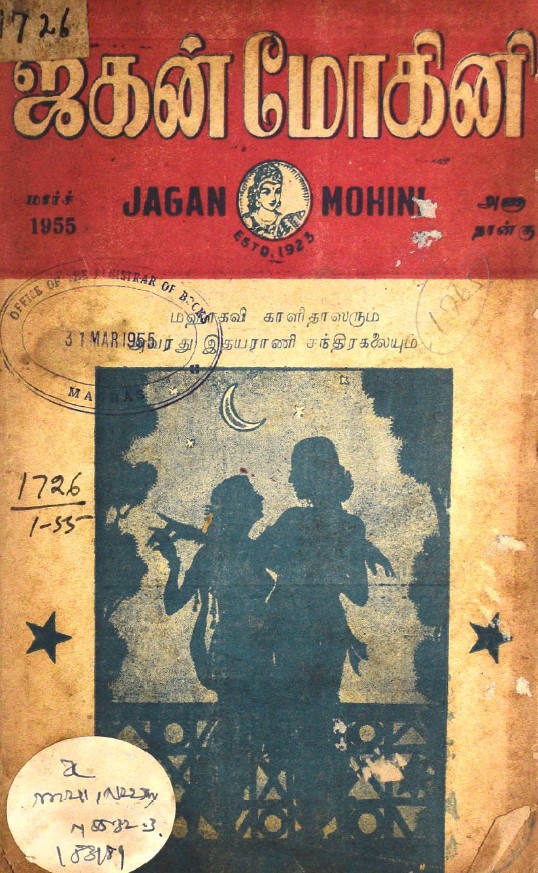 1726
ஜகன் மோகினி
மார்ச் 1955
JAGAN MOHINI
ESTD. 1923
அணா நான்கு
OFFICE OF THE REGISTRAR OF BOOKS
31 MAR 1955
MADRAS
மஹாகவி காளிதாஸரும்
அவரது இதயராணி சந்திரகலையும்
1726
1-55